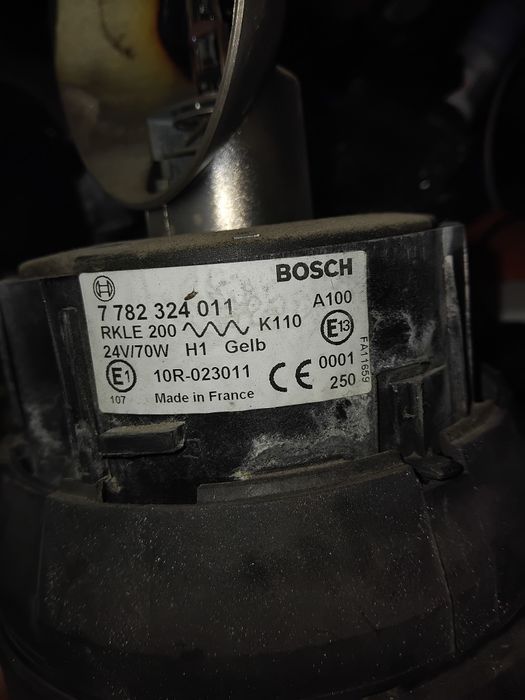 BOSCH
7 782 324 011
A100
RKLE 200 K110
24V/70W H1 Gelb
E13
E1 10R-023011 CE 0001
107 Made in France 250
FA11659